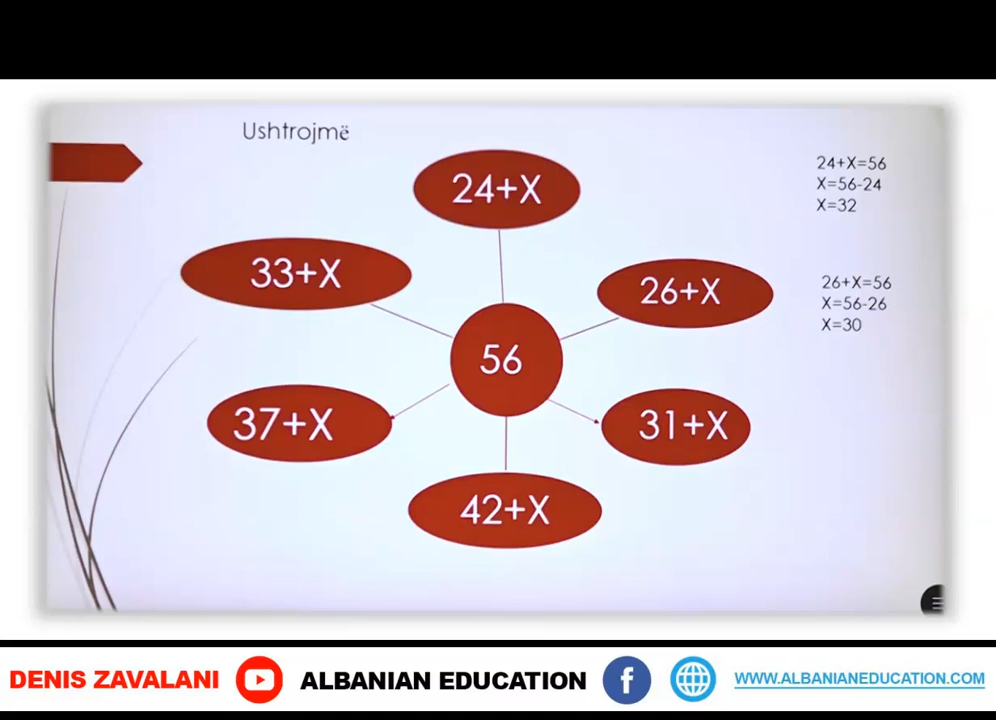 Ushtrojmë
24+X
33+X
26+X
56
37+X
31+X
42+X
24+X=56
X=56-24
X=32
26+X=56
X=56-26
X=30
DENIS ZAVALANI
ALBANIAN EDUCATION
WWW.ALBANIANEDUCATION.COM